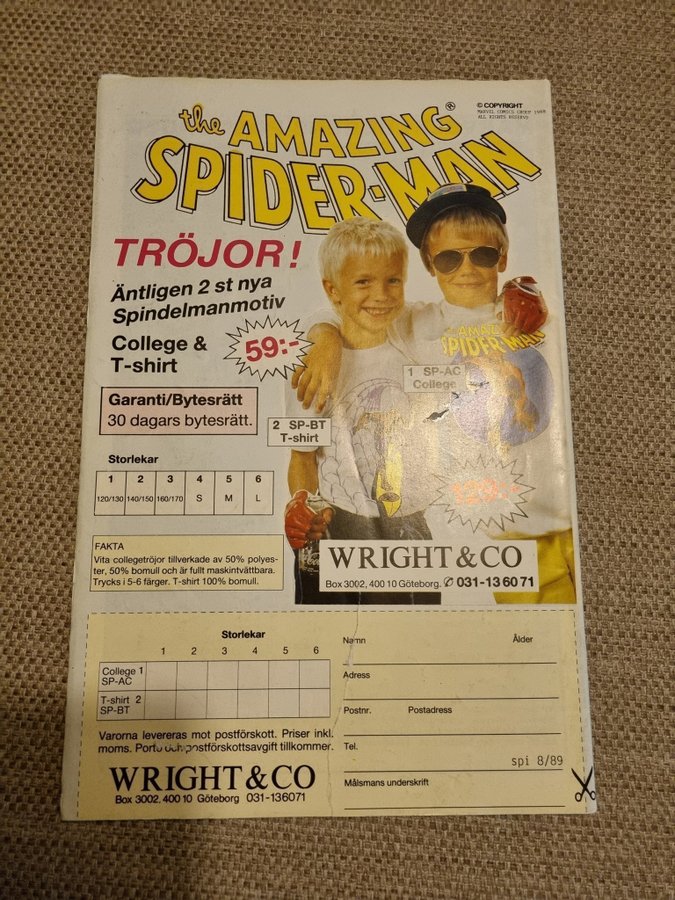 the AMAZING®
SPIDER-MAN
© COPYRIGHT
MARVEL COMICS GROUP 1988
ALL RIGHTS RESERVE
TRÖJOR!
Äntligen 2 st nya
Spindelmanmotiv
College &
T-shirt
59:-
Garanti/Bytesrätt
30 dagars bytesrätt.
1 SP-AC
College
2 SP-BT
T-shirt
AMAZ
SPIDER-MAN
129:-
Storlekar
1 2 3 4 5 6
120/130 140/150 160/170 S M L
FAKTA
Vita collegetröjor tillverkade av 50% polyes-
ter, 50% bomull och är fullt maskintvättbara.
Trycks i 5-6 färger. T-shirt 100% bomull.
WRIGHT & CO
Box 3002, 400 10 Göteborg. ✆ 031-13 60 71
Storlekar
1 2 3 4 5 6
College 1
SP-AC
T-shirt 2
SP-BT
Varorna levereras mot postförskott. Priser inkl.
moms. Porto och postförskottsavgift tillkommer.
WRIGHT & CO
Box 3002, 400 10 Göteborg 031-136071
Namn Ålder
Adress
Postnr. Postadress
Tel.
spi 8/89
Målsmans underskrift